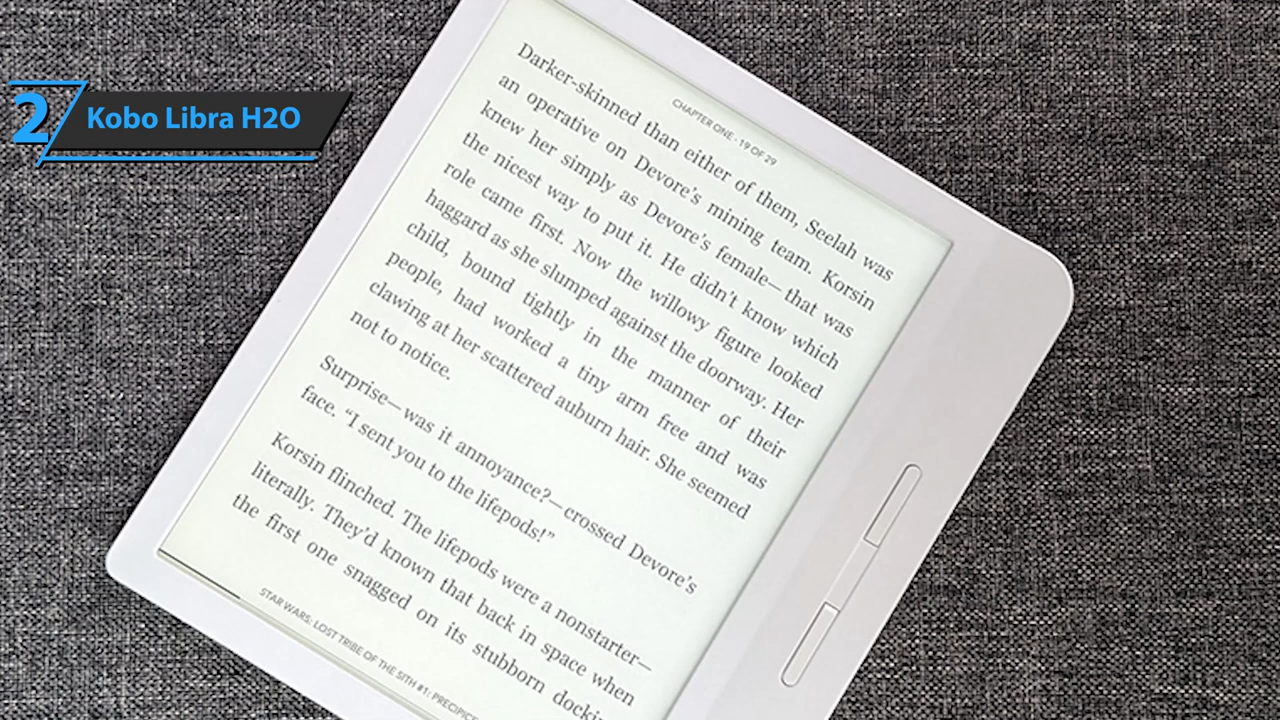 2
Kobo Libra H2O
CHAPTER ONE · 19 OF 29
Darker-skinned than either of them, Seelah was
an operative on Devore’s mining team. Korsin
knew her simply as Devore’s female—that was
the nicest way to put it. He didn’t know which
role came first. Now the willowy figure looked
haggard as she slumped against the doorway. Her
child, bound tightly in the manner of their
people, had worked a tiny arm free and was
clawing at her scattered auburn hair. She seemed
not to notice.
Surprise—was it annoyance?—crossed Devore’s
face. “I sent you to the lifepods!”
Korsin flinched. The lifepods were a nonstarter—
literally. They’d known that back in space when
the first one snagged on its stubborn docki
STAR WARS: LOST TRIBE OF THE SITH #1: PRECIPICE